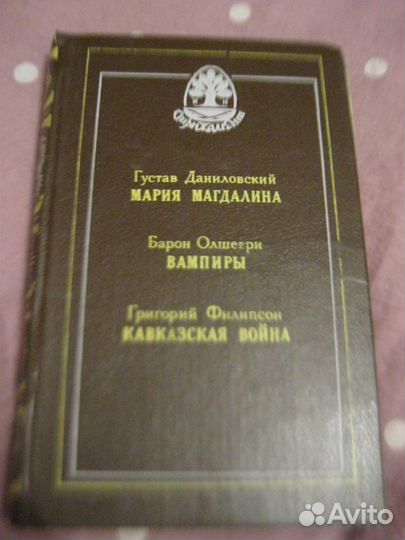 Густав Даниловский
МАРИЯ МАГДАЛИНА
Барон Олшеври
ВАМПИРЫ
Григорий Филипсон
КАВКАЗСКАЯ ВОЙНА
Avito